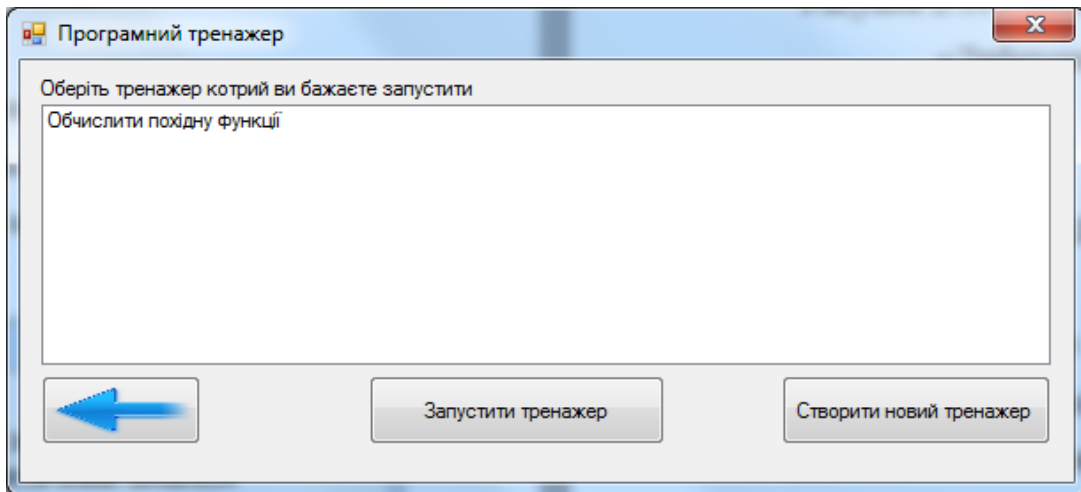 Програмний тренажер
Оберіть тренажер котрий ви бажаєте запустити
Обчислити похідну функції
Запустити тренажер
Створити новий тренажер